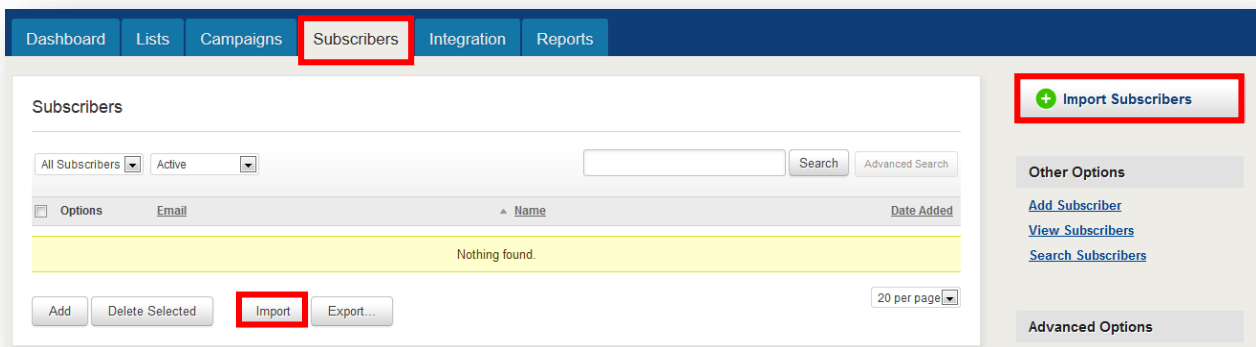 Dashboard Lists Campaigns Subscribers Integration Reports
Subscribers
All Subscribers Active Search Advanced Search
Options Email Name Date Added
Nothing found.
Add Delete Selected Import Export... 20 per page
Import Subscribers
Other Options
Add Subscriber
View Subscribers
Search Subscribers
Advanced Options